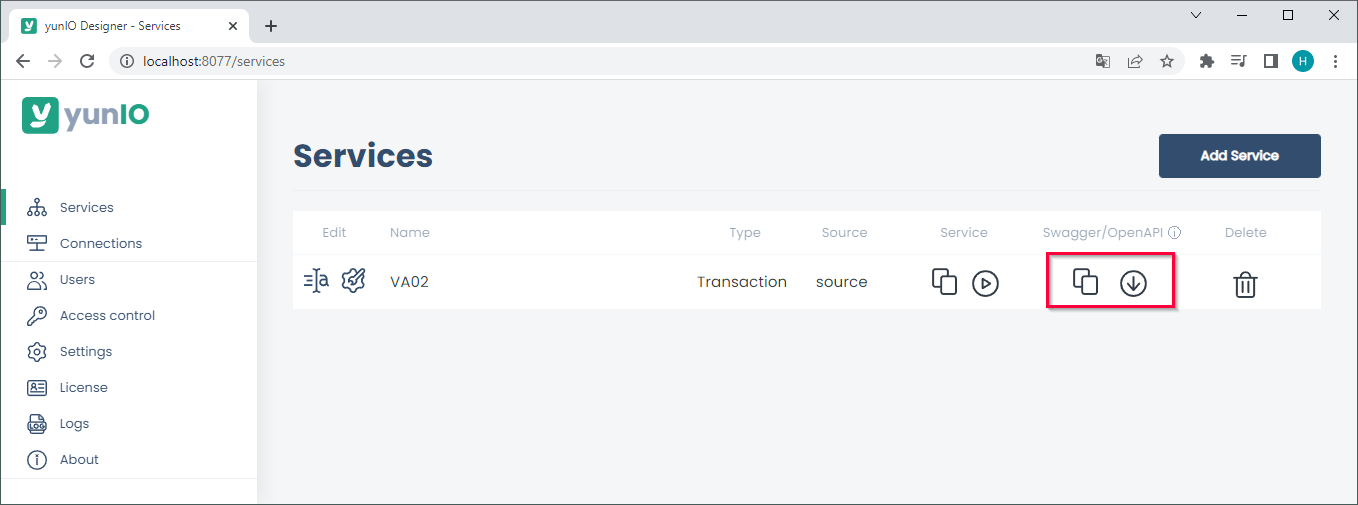 yunIO Designer - Services
localhost:8077/services
H
yunIO
Services
Connections
Users
Access control
Settings
License
LOG
Logs
About
Services
Add Service
Edit Name Type Source Service Swagger/OpenAPI Delete
VA02 Transaction source